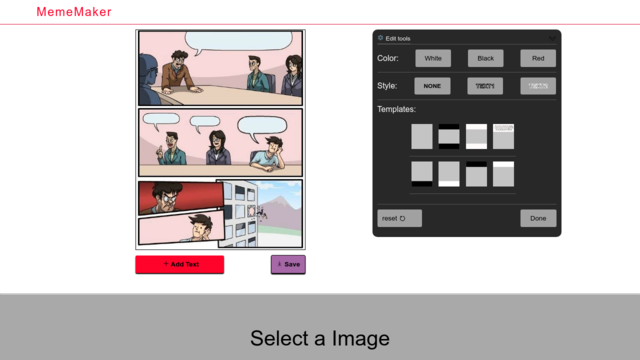 MemeMaker
Edit tools
Color:
White
Black
Red
Style:
NONE
Templates:
reset
Done
+ Add Text
Save
Select a Image